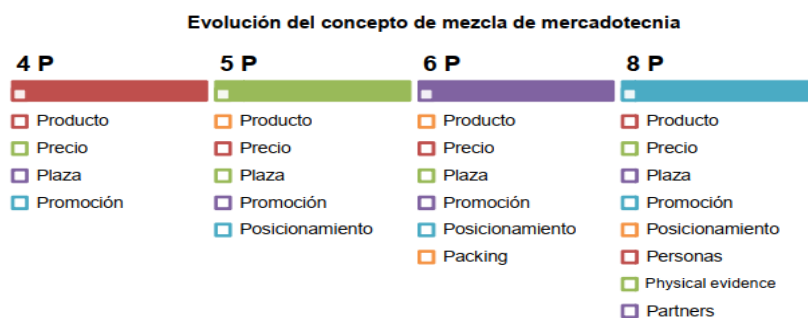 Evolución del concepto de mezcla de mercadotecnia
4 P
Producto
Precio
Plaza
Promoción
5 P
Producto
Precio
Plaza
Promoción
Posicionamiento
6 P
Producto
Precio
Plaza
Promoción
Posicionamiento
Packing
8 P
Producto
Precio
Plaza
Promoción
Posicionamiento
Personas
Physical evidence
Partners